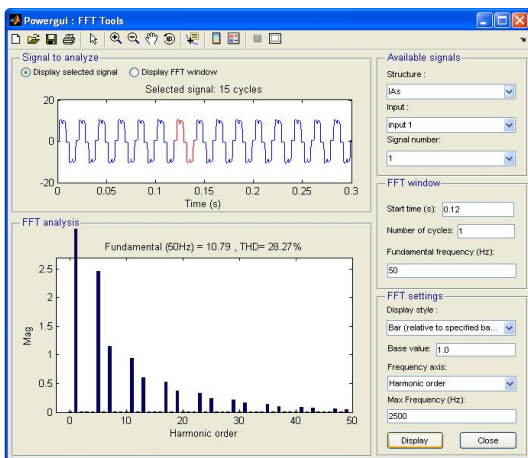 Powergui : FFT Tools
Signal to analyze
Display selected signal
Display FFT window
Selected signal: 15 cycles
20
0
-20
0
0.05
0.1
0.15
0.2
0.25
0.3
Time (s)
FFT analysis
Fundamental (50Hz) = 10.79 , THD= 28.27%
2.5
2
1.5
1
0.5
0
Mag
0
10
20
30
40
50
Harmonic order
Available signals
Structure :
IAs
Input :
input 1
Signal number:
1
FFT window
Start time (s): 0.12
Number of cycles: 1
Fundamental frequency (Hz):
50
FFT settings
Display style :
Bar (relative to specified ba...
Base value: 1.0
Frequency axis:
Harmonic order
Max Frequency (Hz):
2500
Display
Close